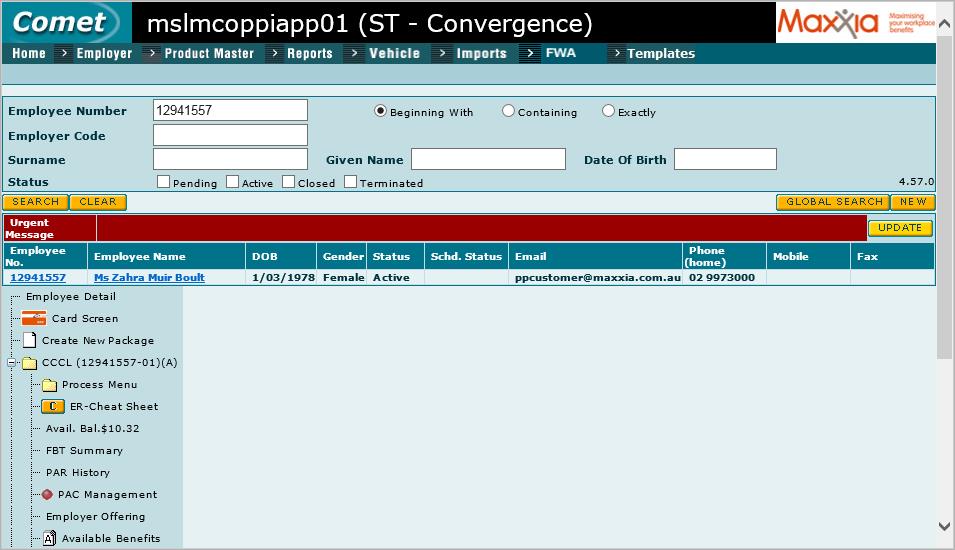 Comet
mslmcoppiapp01 (ST - Convergence)
Maxxia Maximising your workplace benefits
Home > Employer > Product Master > Reports > Vehicle > Imports > FWA > Templates
Employee Number 12941557 Beginning With Containing Exactly
Employer Code
Surname Given Name Date Of Birth
Status Pending Active Closed Terminated 4.57.0
SEARCH CLEAR GLOBAL SEARCH NEW
Urgent Message UPDATE
Employee No. Employee Name DOB Gender Status Schd. Status Email Phone (home) Mobile Fax
12941557 Ms Zahra Muir Boult 1/03/1978 Female Active ppcustomer@maxxia.com.au 02 9973000
Employee Detail
Card Screen
Create New Package
CCCL (12941557-01)(A)
Process Menu
C ER-Cheat Sheet
Avail. Bal.$10.32
FBT Summary
PAR History
PAC Management
Employer Offering
A Available Benefits